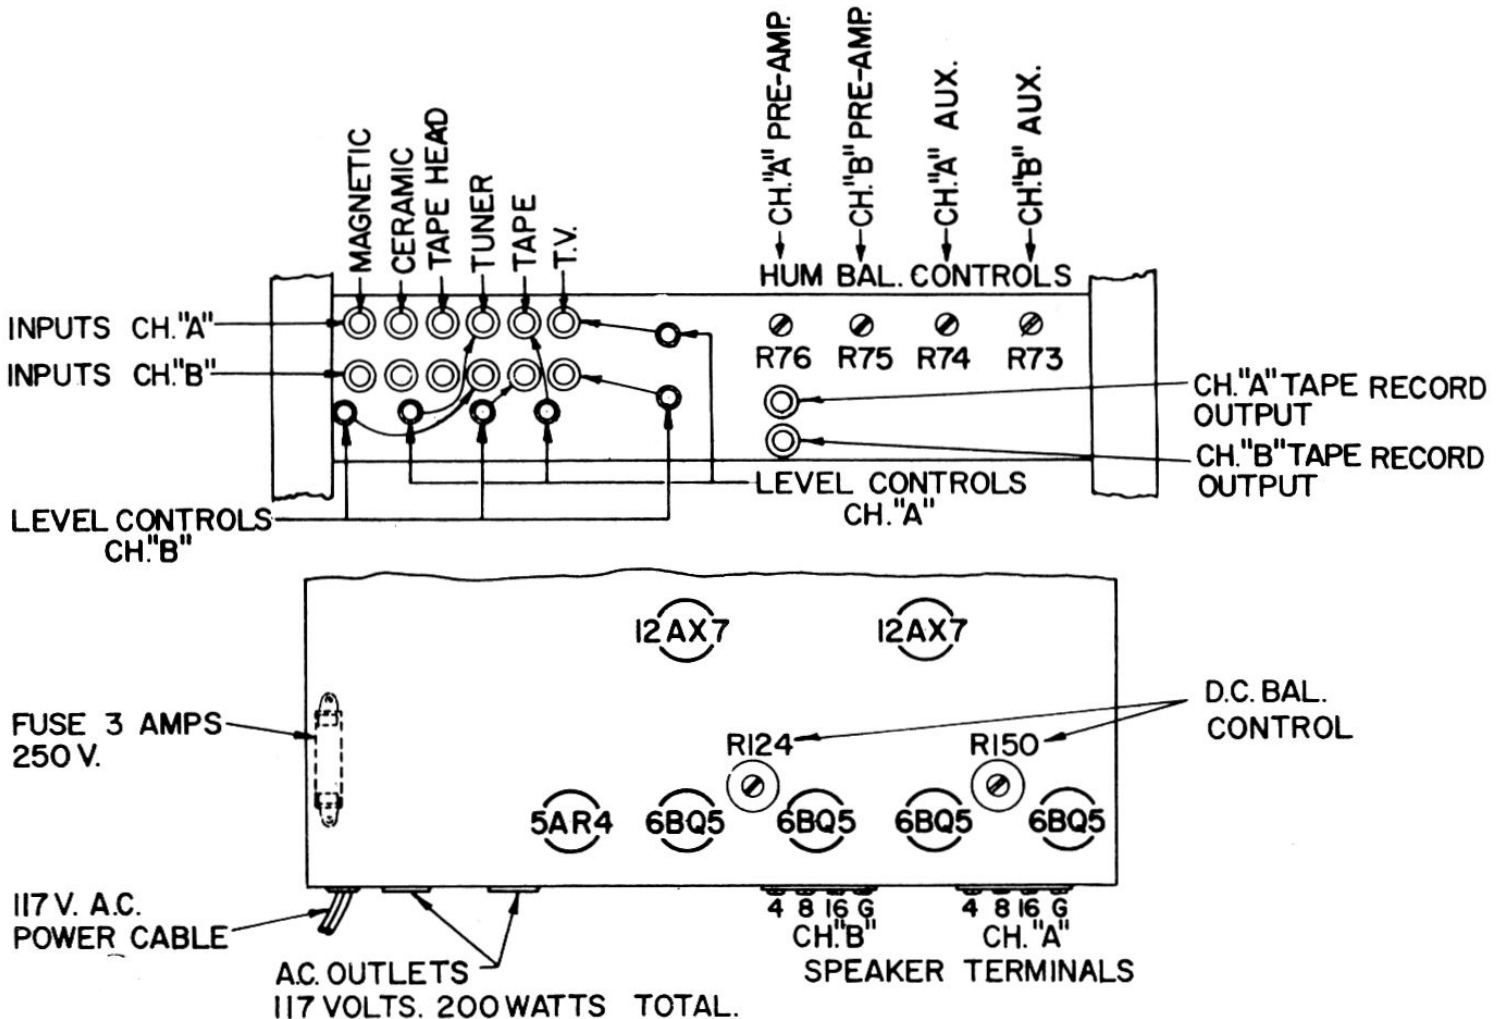 MAGNETIC
CERAMIC
TAPE HEAD
TUNER
TAPE
T.V.
CH."A" PRE-AMP.
CH."B" PRE-AMP.
CH."A" AUX.
CH."B" AUX.
HUM BAL. CONTROLS
INPUTS CH."A"
INPUTS CH."B"
R76 R75 R74 R73
CH."A" TAPE RECORD
OUTPUT
CH."B" TAPE RECORD
OUTPUT
LEVEL CONTROLS
CH."A"
LEVEL CONTROLS
CH."B"
12AX7 12AX7
D.C. BAL.
CONTROL
FUSE 3 AMPS
250 V.
R124 R150
5AR4 6BQ5 6BQ5 6BQ5 6BQ5
117 V. A.C.
POWER CABLE
4 8 16 G 4 8 16 G
CH."B" CH."A"
SPEAKER TERMINALS
A.C. OUTLETS
117 VOLTS. 200 WATTS TOTAL.